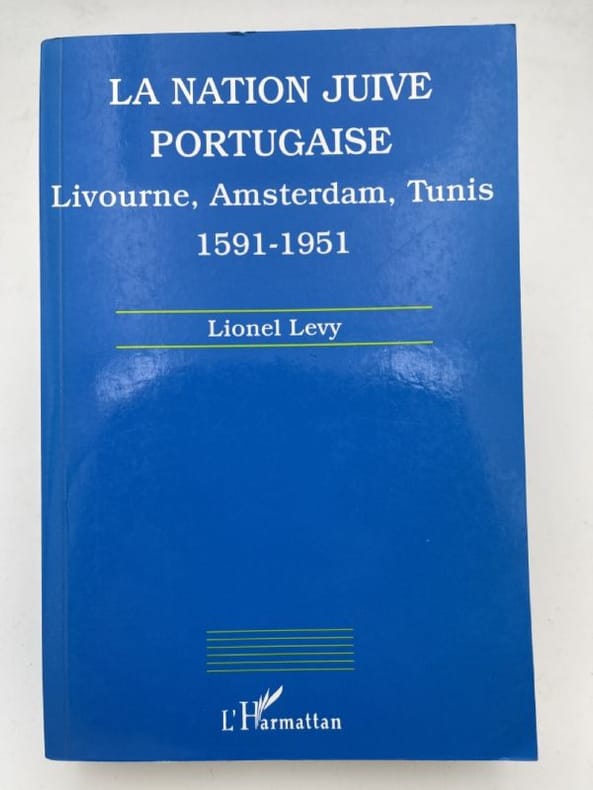 LA NATION JUIVE
PORTUGAISE
Livourne, Amsterdam, Tunis
1591-1951
Lionel Levy
L'Harmattan